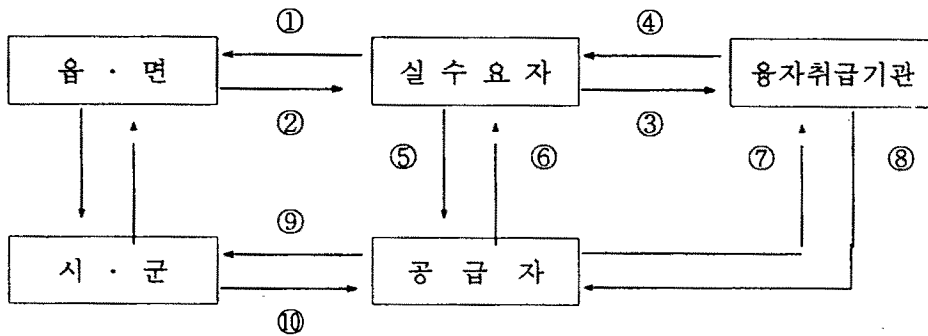 ① ④
읍 · 면 실 수 요 자 융자취급기관
② ③
⑤ ⑥ ⑦ ⑧
⑨
시 · 군 공 급 자
⑩